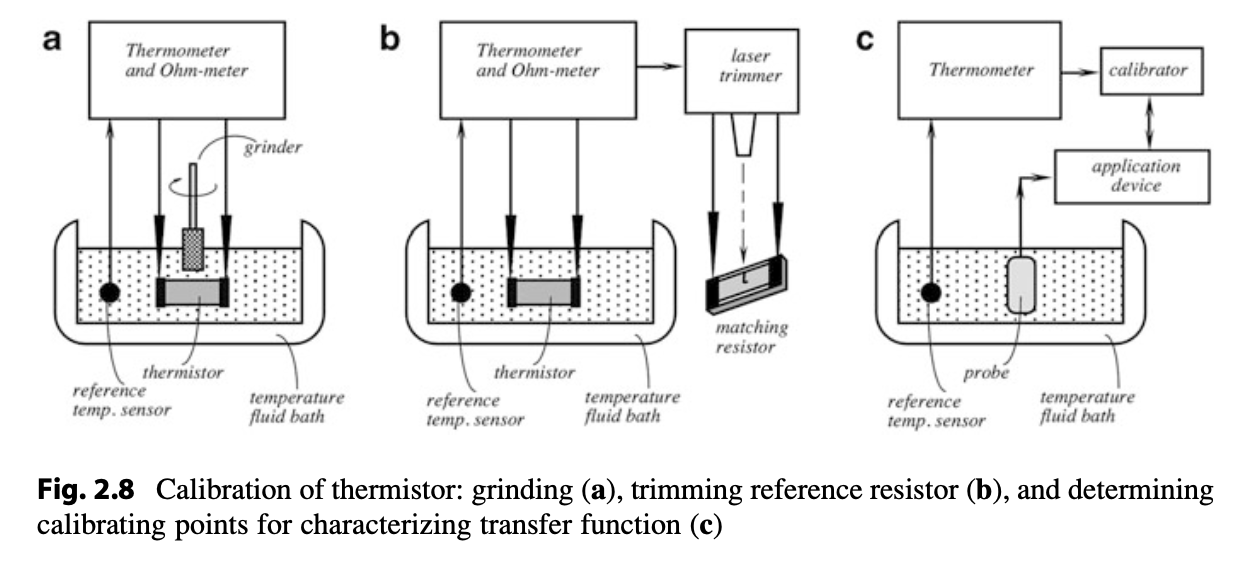 a
Thermometer
and Ohm-meter
grinder
thermistor
reference
temp. sensor
temperature
fluid bath
b
Thermometer
and Ohm-meter
laser
trimmer
matching
resistor
thermistor
reference
temp. sensor
temperature
fluid bath
c
Thermometer
calibrator
application
device
probe
reference
temp. sensor
temperature
fluid bath
Fig. 2.8 Calibration of thermistor: grinding (a), trimming reference resistor (b), and determining
calibrating points for characterizing transfer function (c)